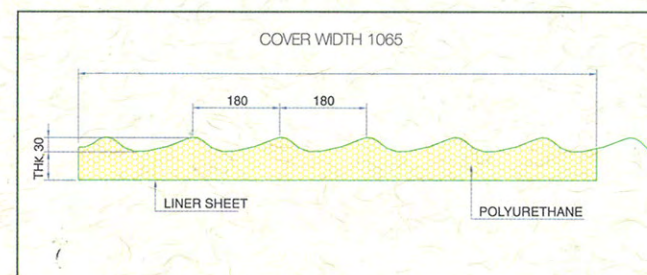 COVER WIDTH 1065
180 180
THK.30
LINER SHEET
POLYURETHANE